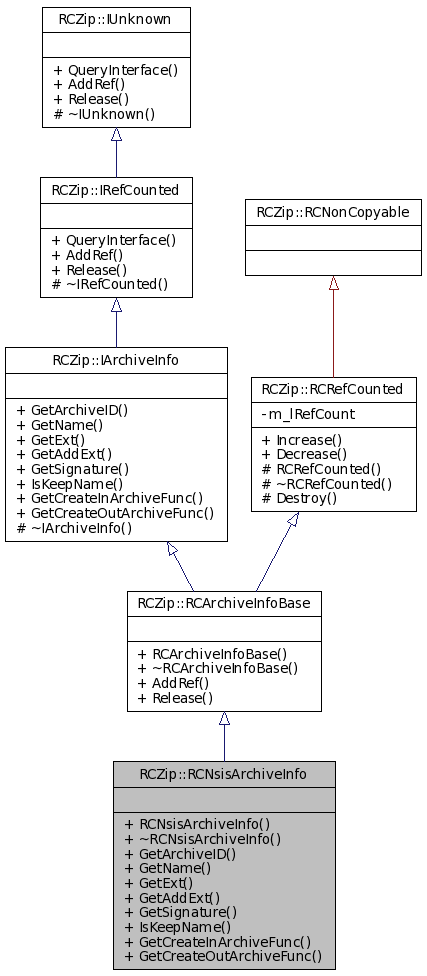 RCZip::IUnknown
+ QueryInterface()
+ AddRef()
+ Release()
# ~IUnknown()
RCZip::IRefCounted
+ QueryInterface()
+ AddRef()
+ Release()
# ~IRefCounted()
RCZip::RCNonCopyable
RCZip::IArchiveInfo
+ GetArchiveID()
+ GetName()
+ GetExt()
+ GetAddExt()
+ GetSignature()
+ IsKeepName()
+ GetCreateInArchiveFunc()
+ GetCreateOutArchiveFunc()
# ~IArchiveInfo()
RCZip::RCRefCounted
- m_lRefCount
+ Increase()
+ Decrease()
# RCRefCounted()
# ~RCRefCounted()
# Destroy()
RCZip::RCArchiveInfoBase
+ RCArchiveInfoBase()
+ ~RCArchiveInfoBase()
+ AddRef()
+ Release()
RCZip::RCNsisArchiveInfo
+ RCNsisArchiveInfo()
+ ~RCNsisArchiveInfo()
+ GetArchiveID()
+ GetName()
+ GetExt()
+ GetAddExt()
+ GetSignature()
+ IsKeepName()
+ GetCreateInArchiveFunc()
+ GetCreateOutArchiveFunc()